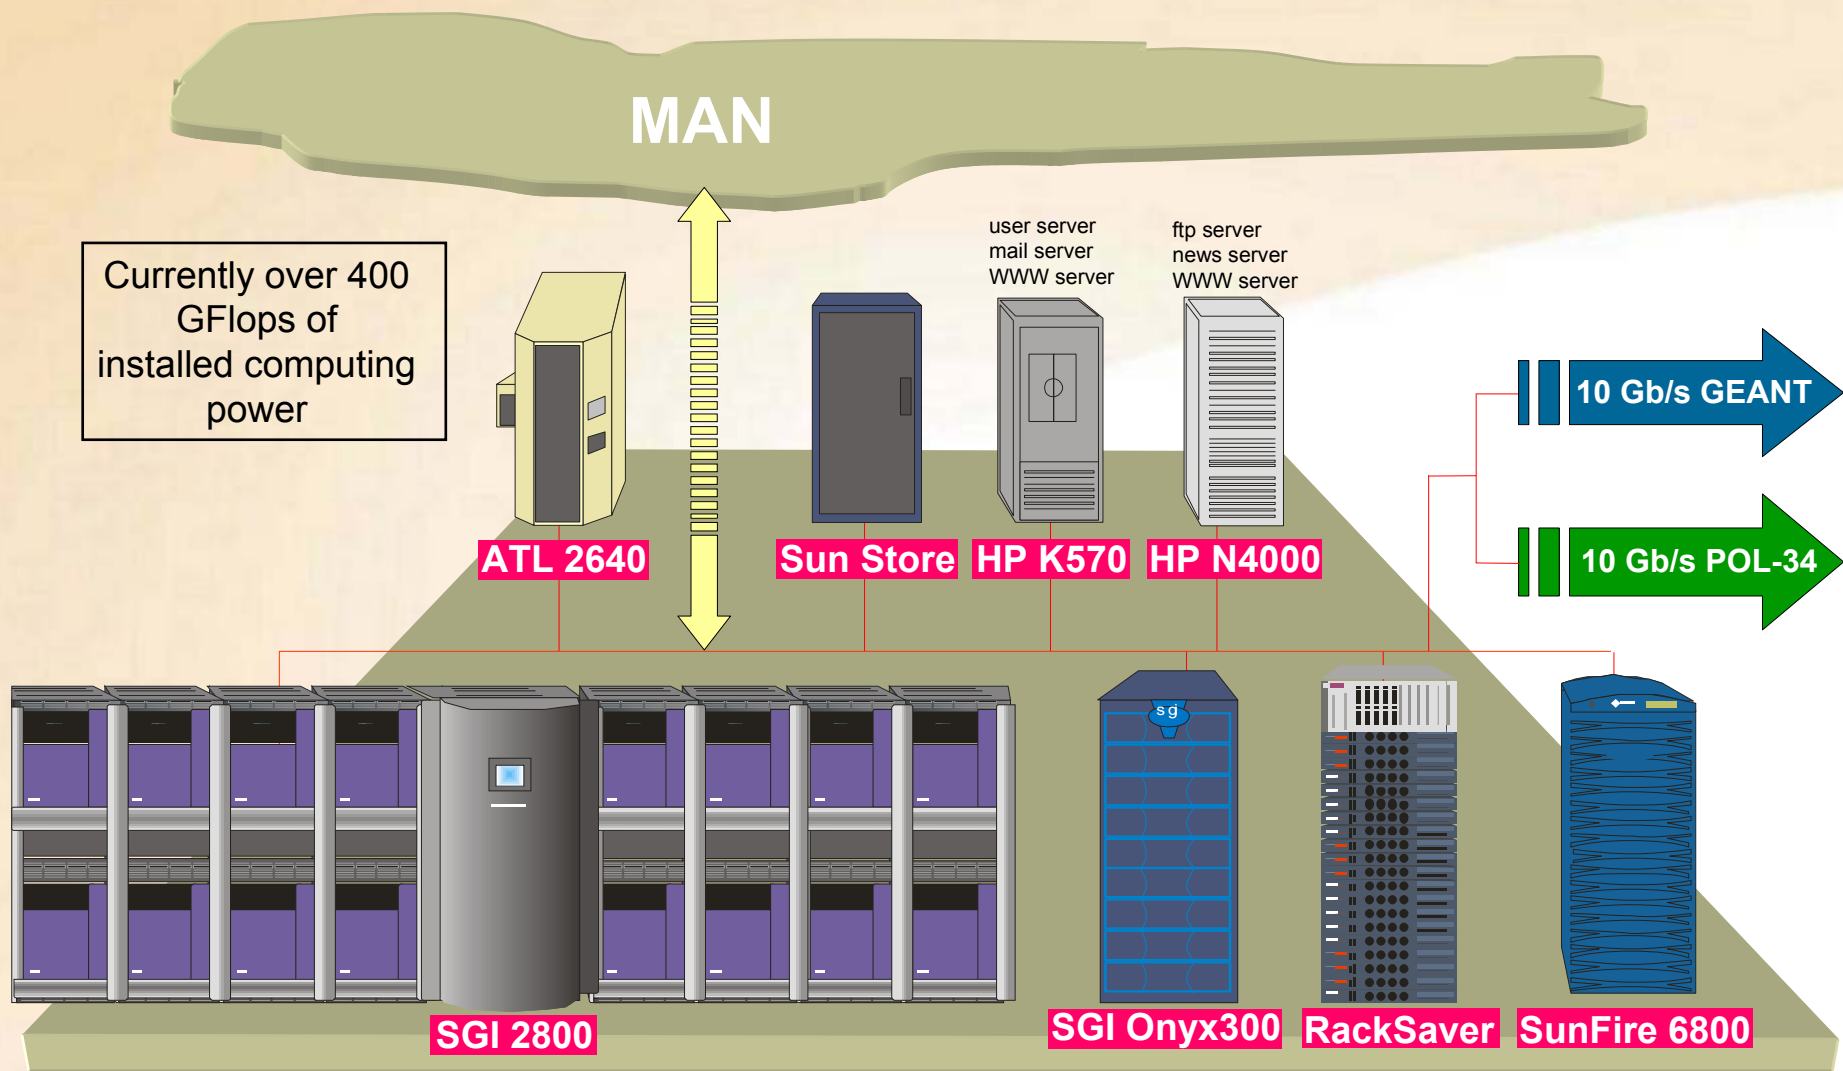 MAN
user server
mail server
WWW server
ftp server
news server
WWW server
Currently over 400
GFlops of
installed computing
power
10 Gb/s GEANT
10 Gb/s POL-34
ATL 2640
Sun Store
HP K570
HP N4000
sgi
SGI 2800
SGI Onyx300
RackSaver
SunFire 6800